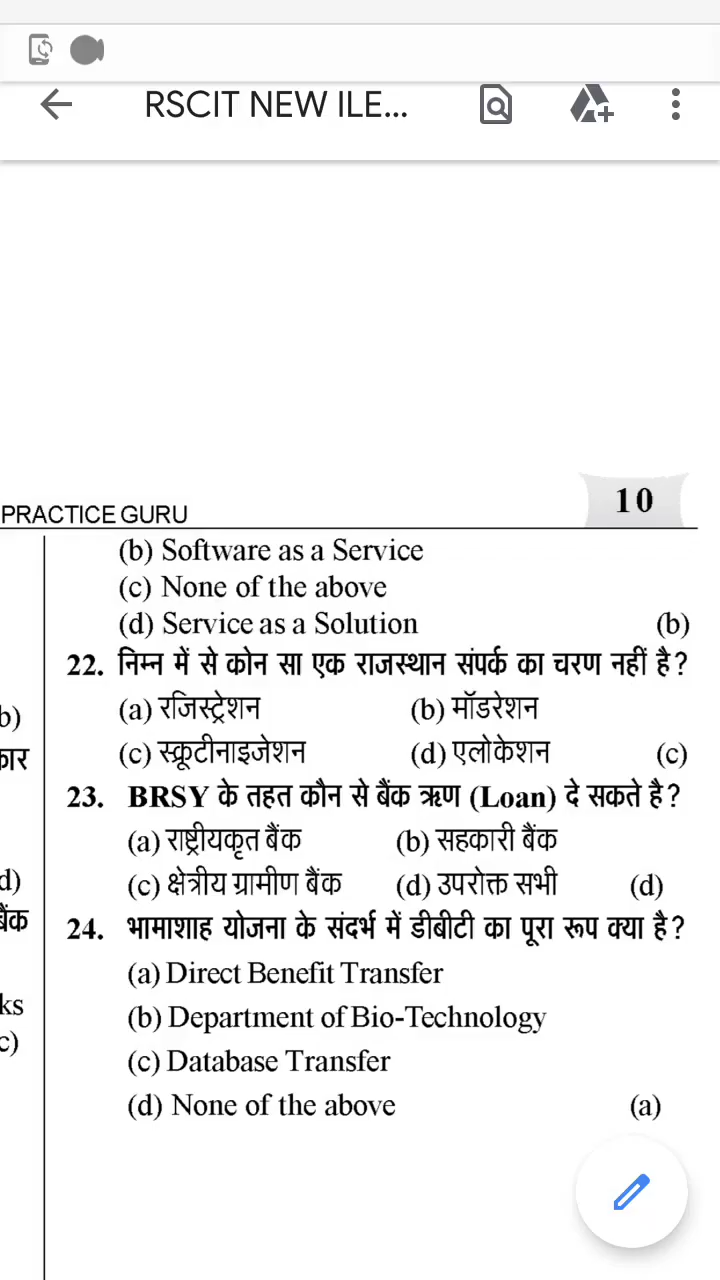 RSCIT NEW ILE...
PRACTICE GURU
10
b)
कार
d)
बैंक
ks
c)
(b) Software as a Service
(c) None of the above
(d) Service as a Solution (b)
22. निम्न में से कोन सा एक राजस्थान संपर्क का चरण नहीं है?
(a) रजिस्ट्रेशन (b) मॉडरेशन
(c) स्क्रूटीनाइजेशन (d) एलोकेशन (c)
23. BRSY के तहत कौन से बैंक ऋण (Loan) दे सकते है?
(a) राष्ट्रीयकृत बैंक (b) सहकारी बैंक
(c) क्षेत्रीय ग्रामीण बैंक (d) उपरोक्त सभी (d)
24. भामाशाह योजना के संदर्भ में डीबीटी का पूरा रूप क्या है?
(a) Direct Benefit Transfer
(b) Department of Bio-Technology
(c) Database Transfer
(d) None of the above (a)